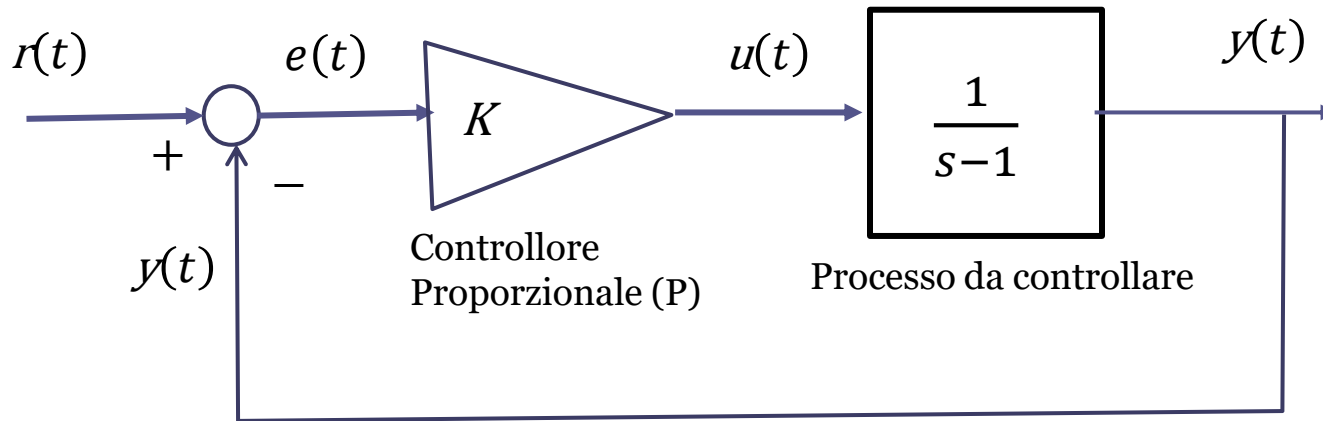 r(t)
e(t)
u(t)
y(t)
K
1
s−1
+
−
y(t)
Controllore
Proporzionale (P)
Processo da controllare